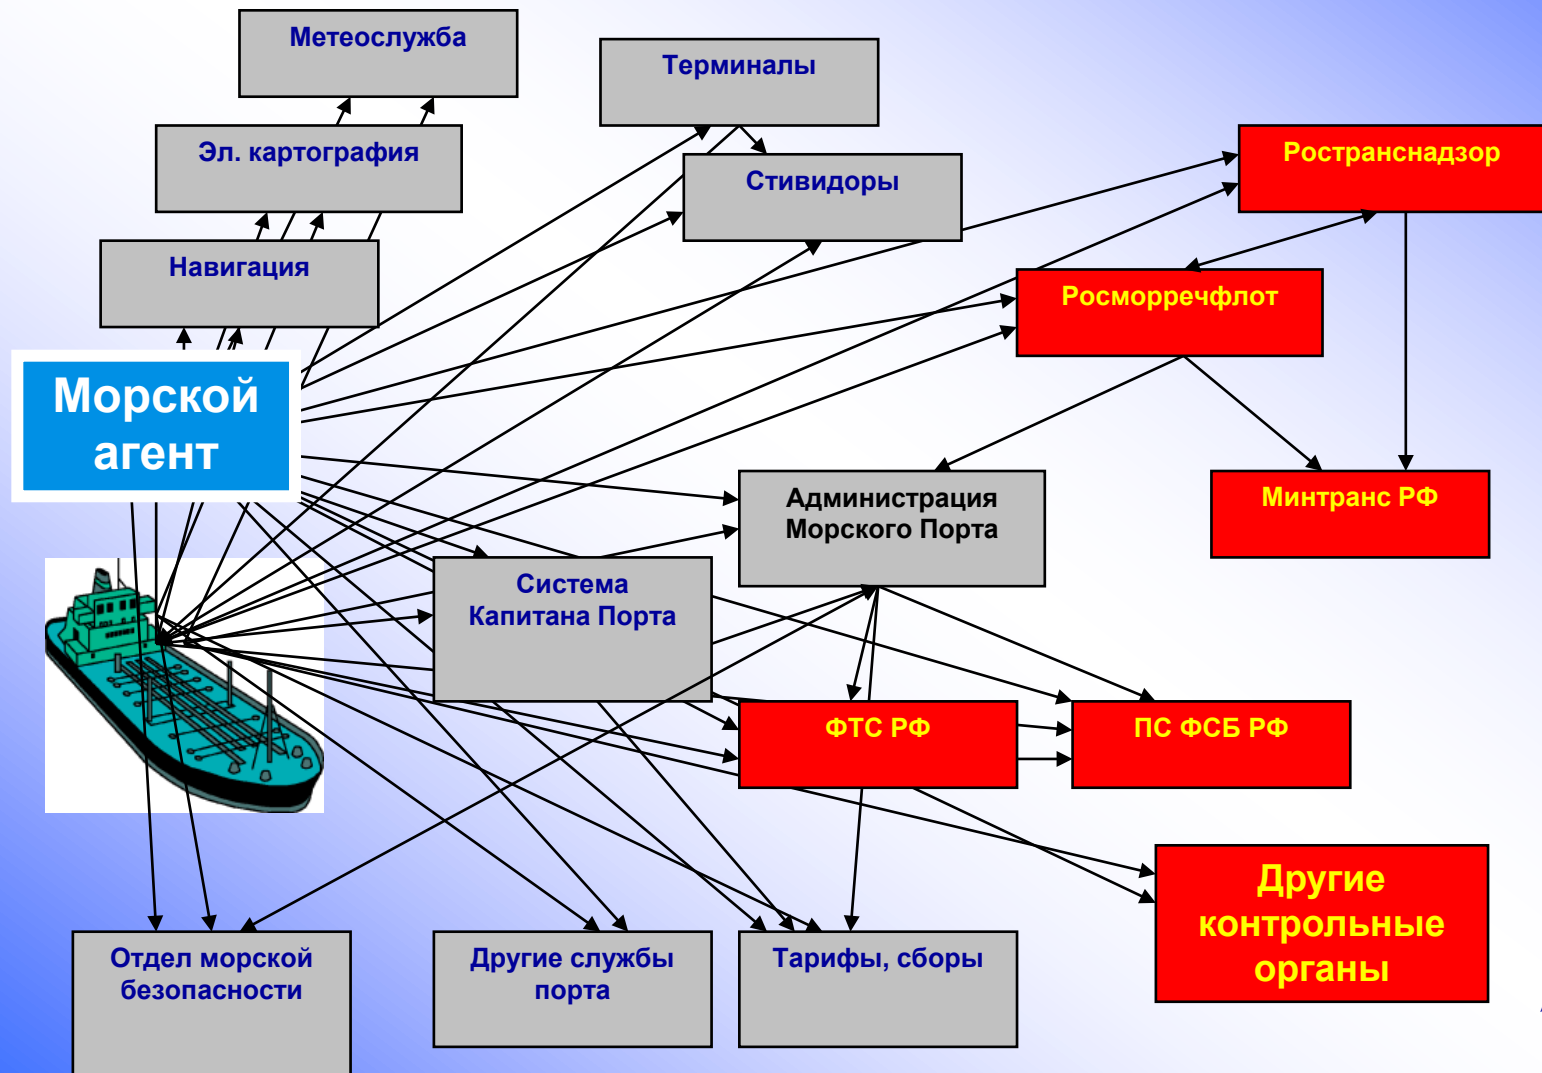 Метеослужба
Терминалы
Эл. картография
Ространснадзор
Стивидоры
Навигация
Росморречфлот
Морской
агент
Администрация
Морского Порта
Минтранс РФ
Система
Капитана Порта
ФТС РФ
ПС ФСБ РФ
Другие
контрольные
органы
Отдел морской
безопасности
Другие службы
порта
Тарифы, сборы